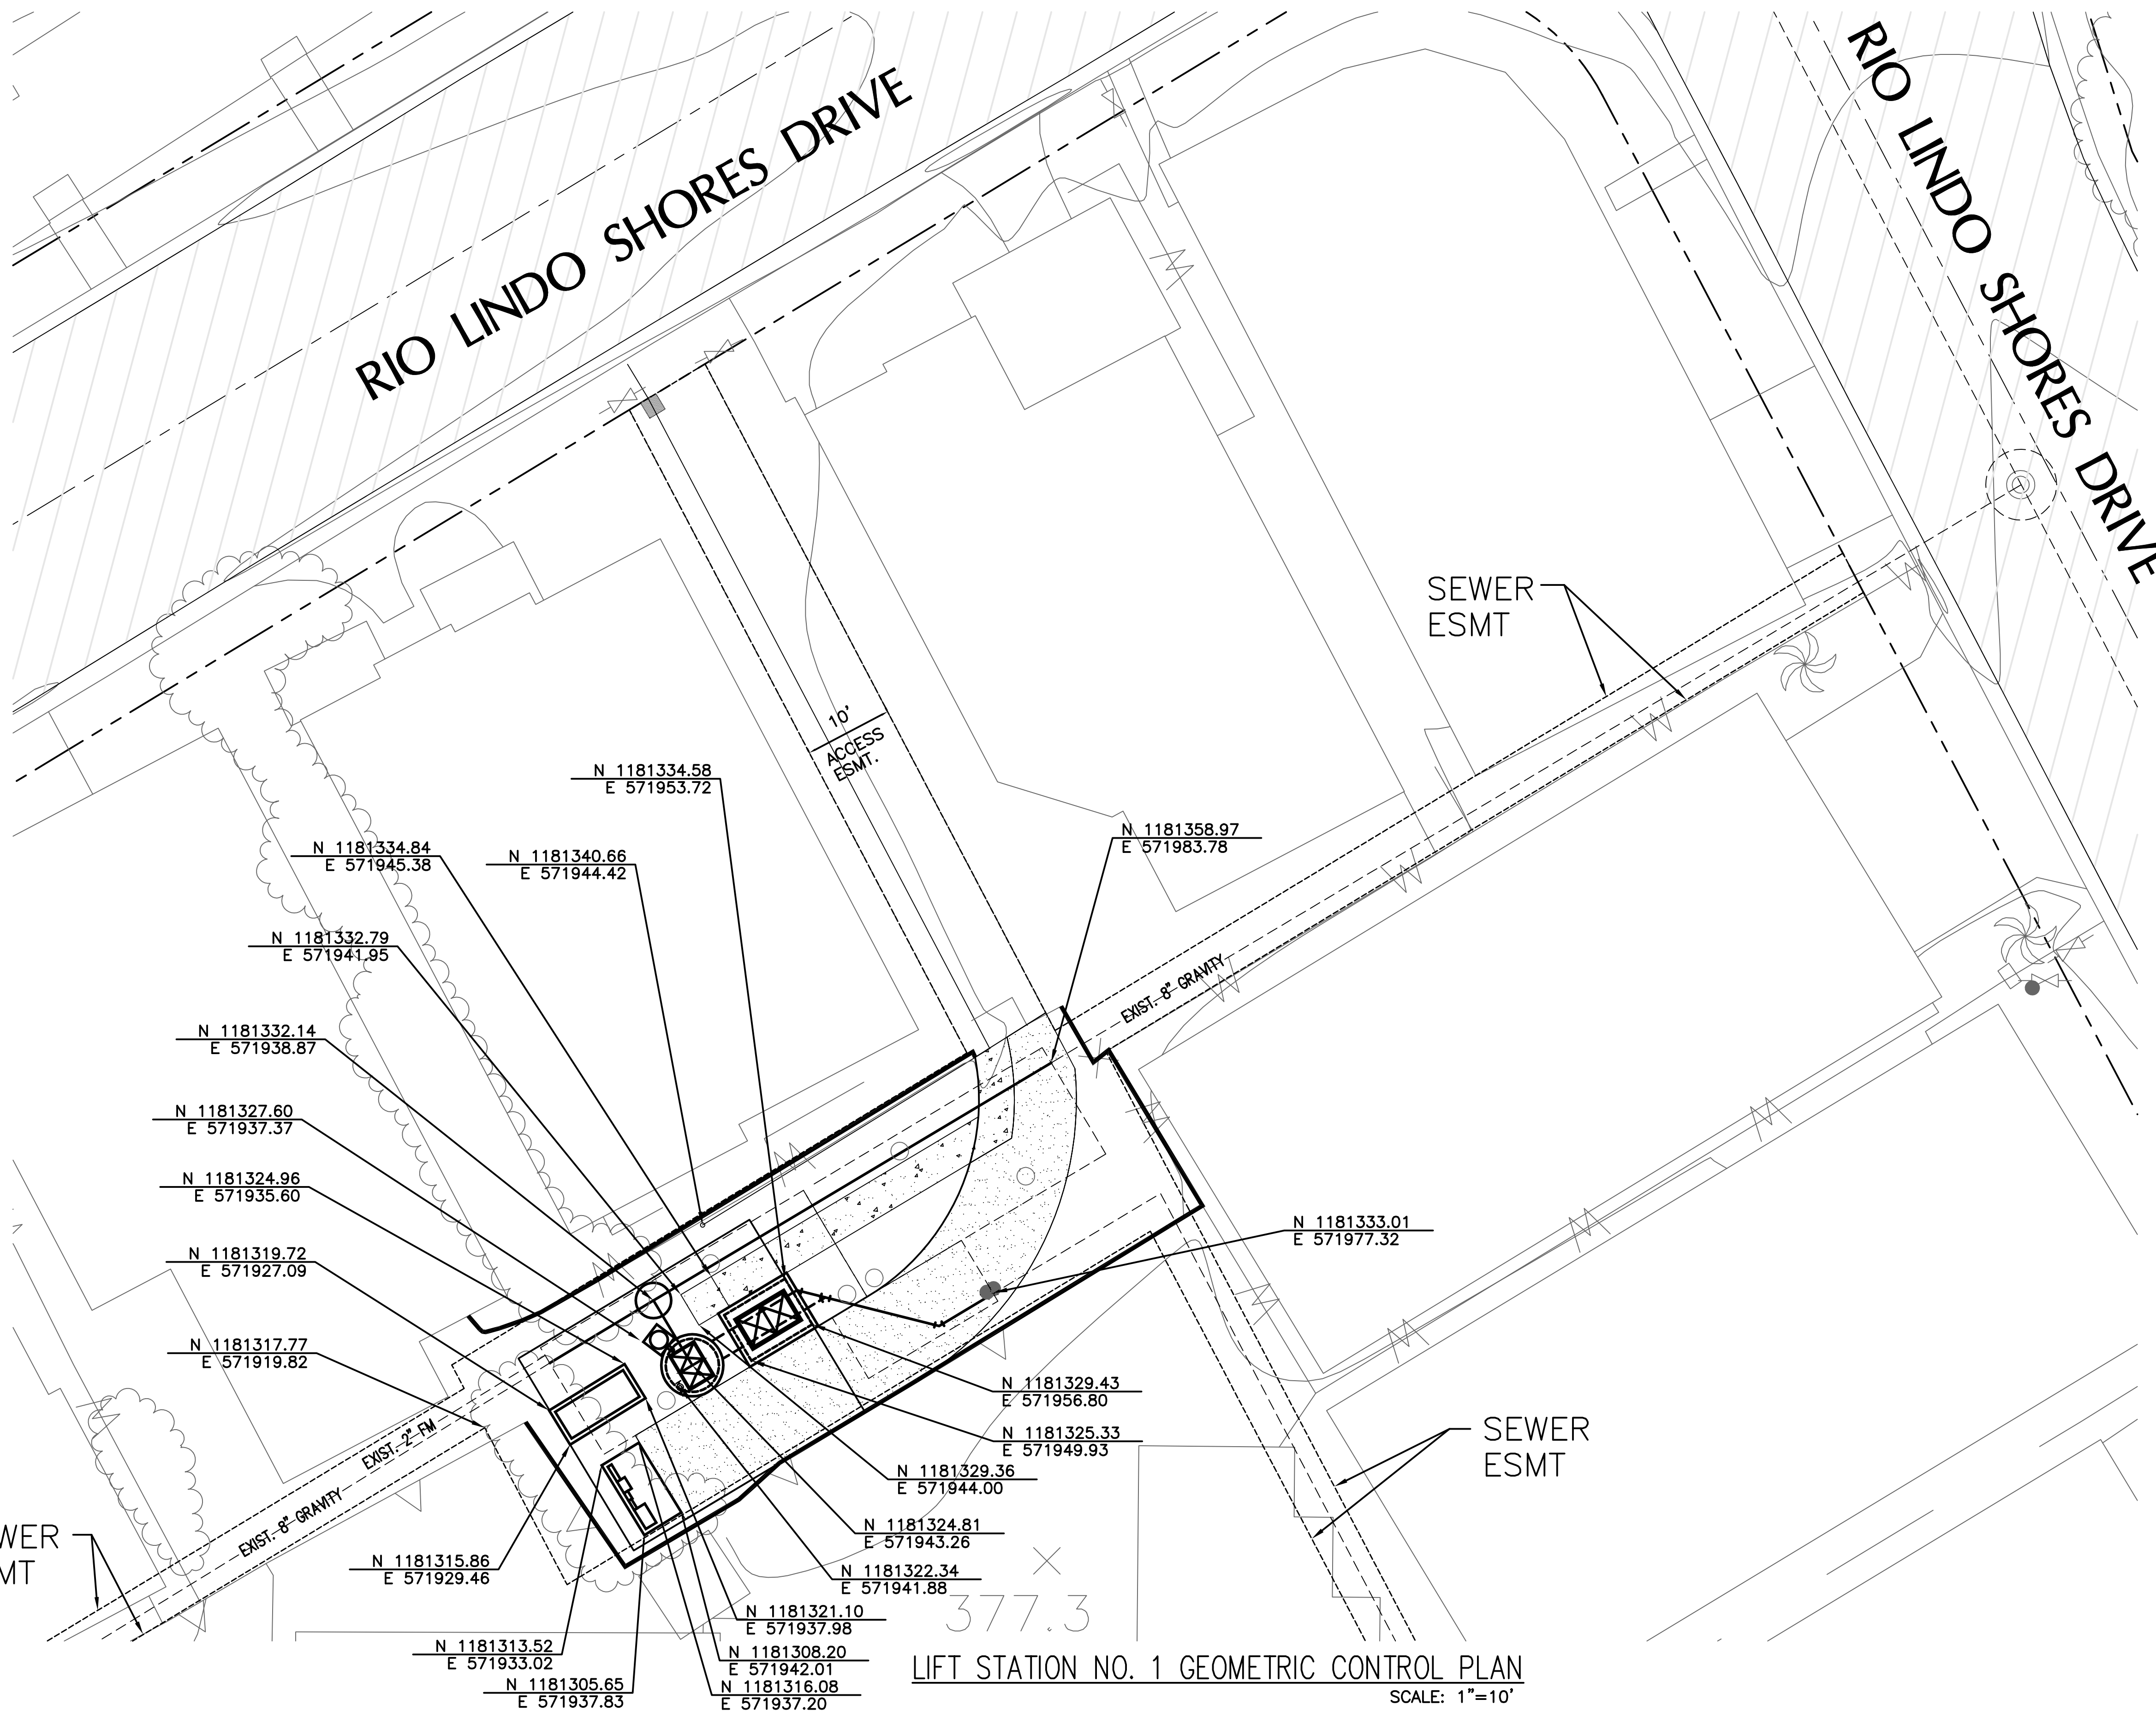 RIO LINDO SHORES DRIVE
RIO LINDO SHORES DRIVE
SEWER
ESMT
10'
ACCESS
ESMT.
N 1181334.58
E 571953.72
N 1181358.97
E 571983.78
N 1181334.84
E 571945.38
N 1181340.66
E 571944.42
N 1181332.79
E 571941.95
EXIST. 8" GRAVITY
N 1181332.14
E 571938.87
N 1181327.60
E 571937.37
N 1181324.96
E 571935.60
N 1181333.01
E 571977.32
N 1181319.72
E 571927.09
N 1181317.77
E 571919.82
N 1181329.43
E 571956.80
N 1181325.33
E 571949.93
EXIST. 2" FM
SEWER
ESMT
N 1181329.36
E 571944.00
EXIST. 8" GRAVITY
N 1181324.81
E 571943.26
WER
MT
N 1181315.86
E 571929.46
N 1181322.34
E 571941.88
377.3
N 1181321.10
E 571937.98
N 1181313.52
E 571933.02
N 1181308.20
E 571942.01
N 1181305.65
E 571937.83
N 1181316.08
E 571937.20
LIFT STATION NO. 1 GEOMETRIC CONTROL PLAN
SCALE: 1"=10'